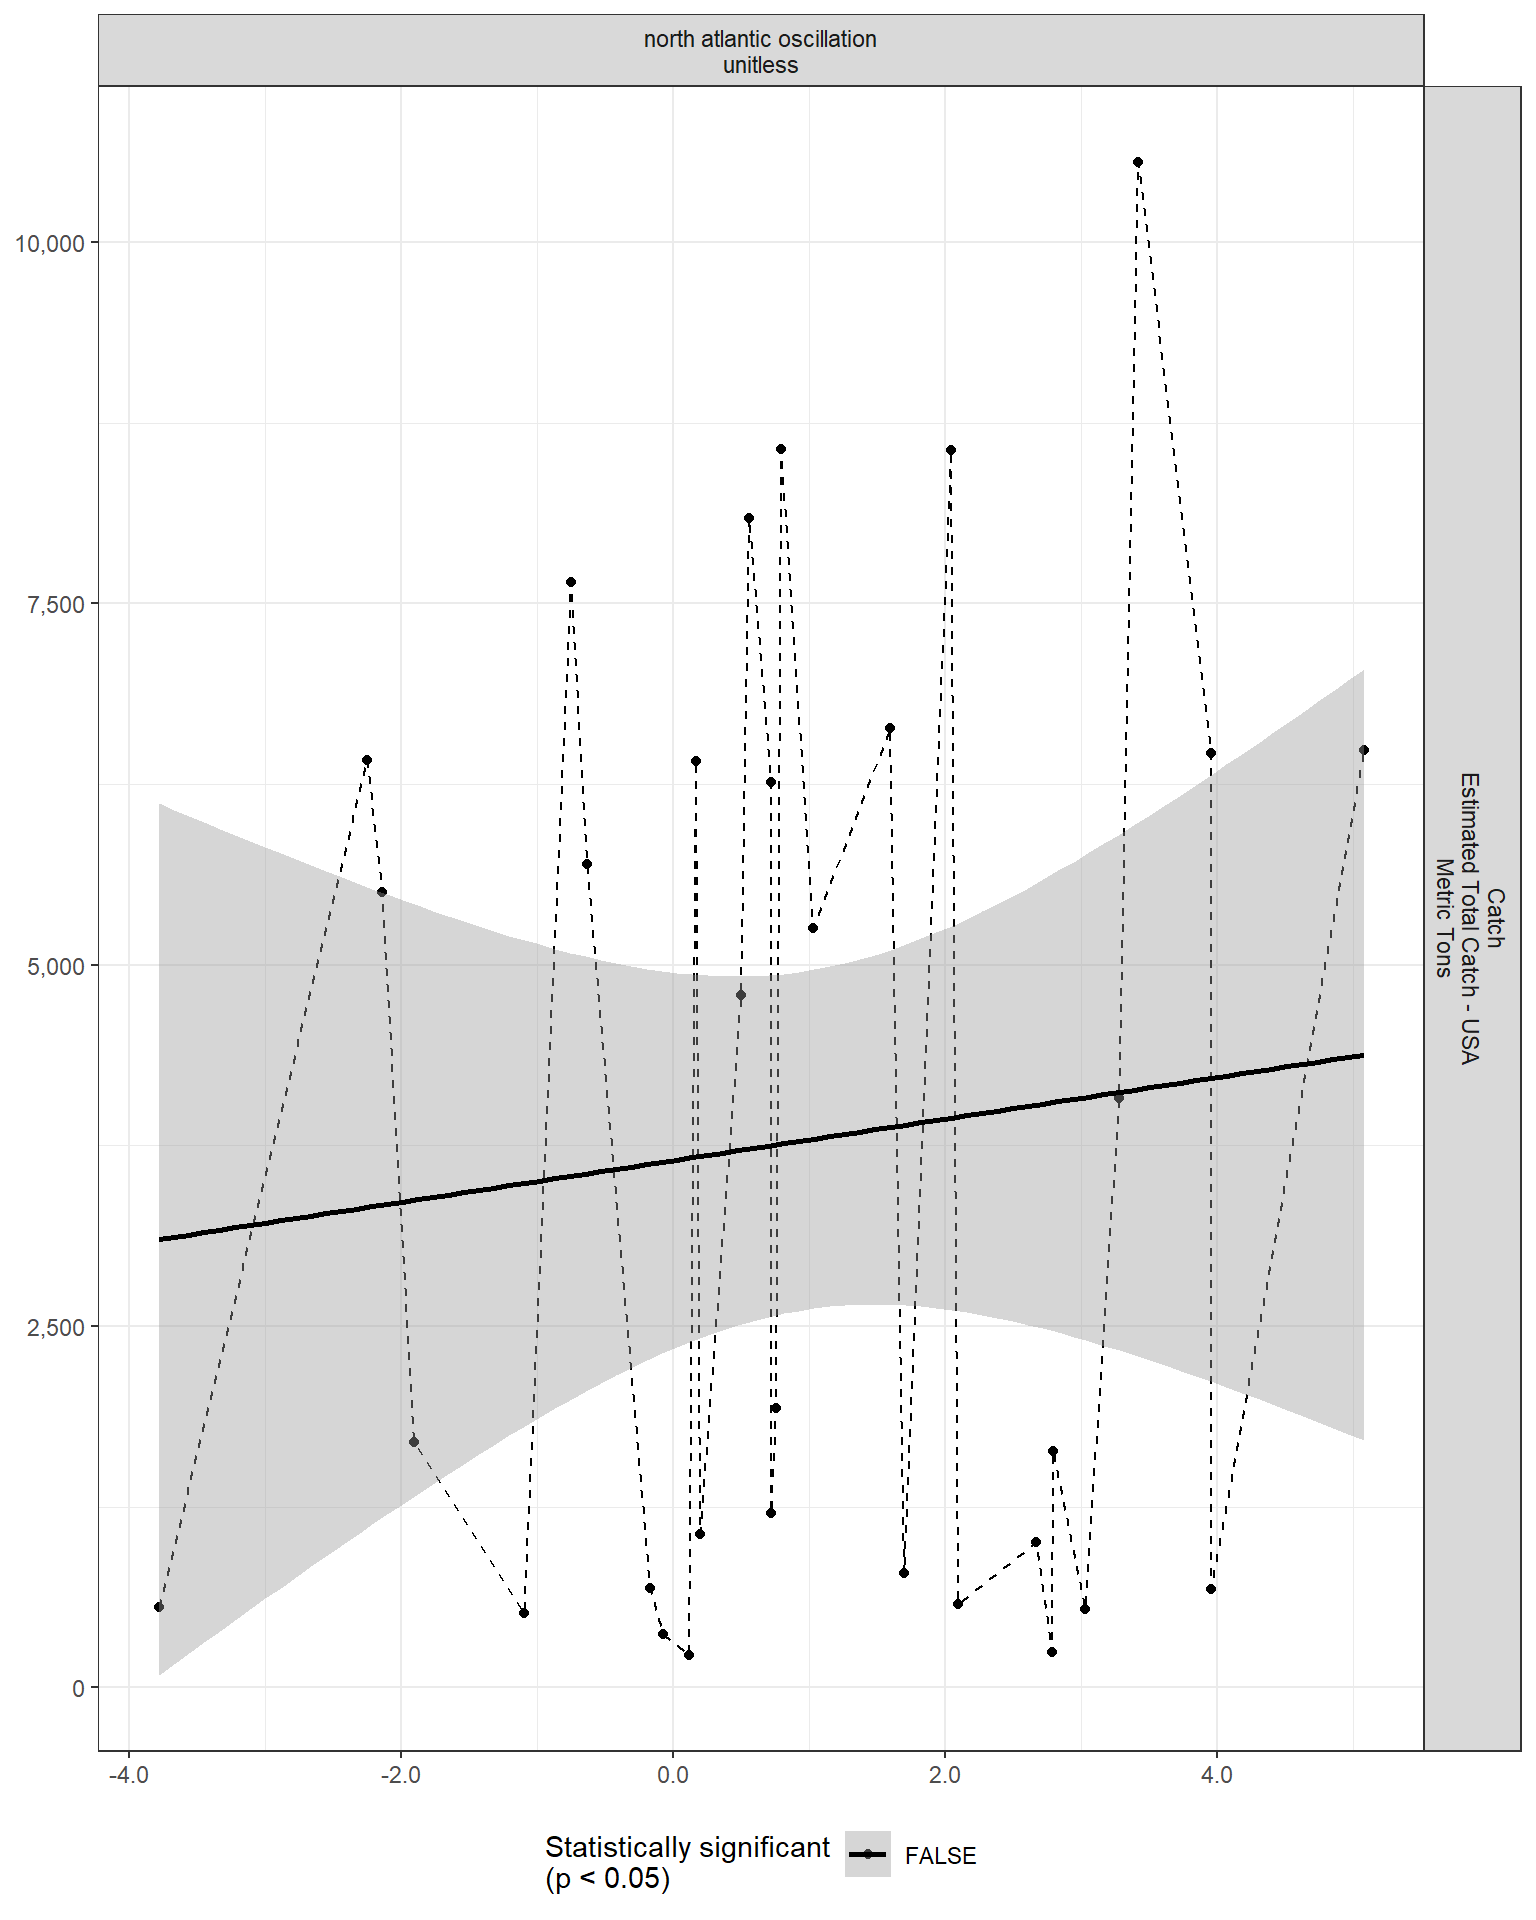 north atlantic oscillation
unitless
10,000
7,500
5,000
2,500
0
-4.0
-2.0
0.0
2.0
4.0
Catch
Estimated Total Catch - USA
Metric Tons
Statistically significant
(p < 0.05)
FALSE